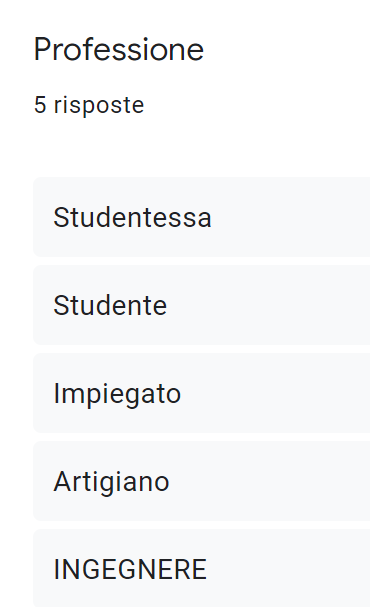 Professione
5 risposte
Studentessa
Studente
Impiegato
Artigiano
INGEGNERE